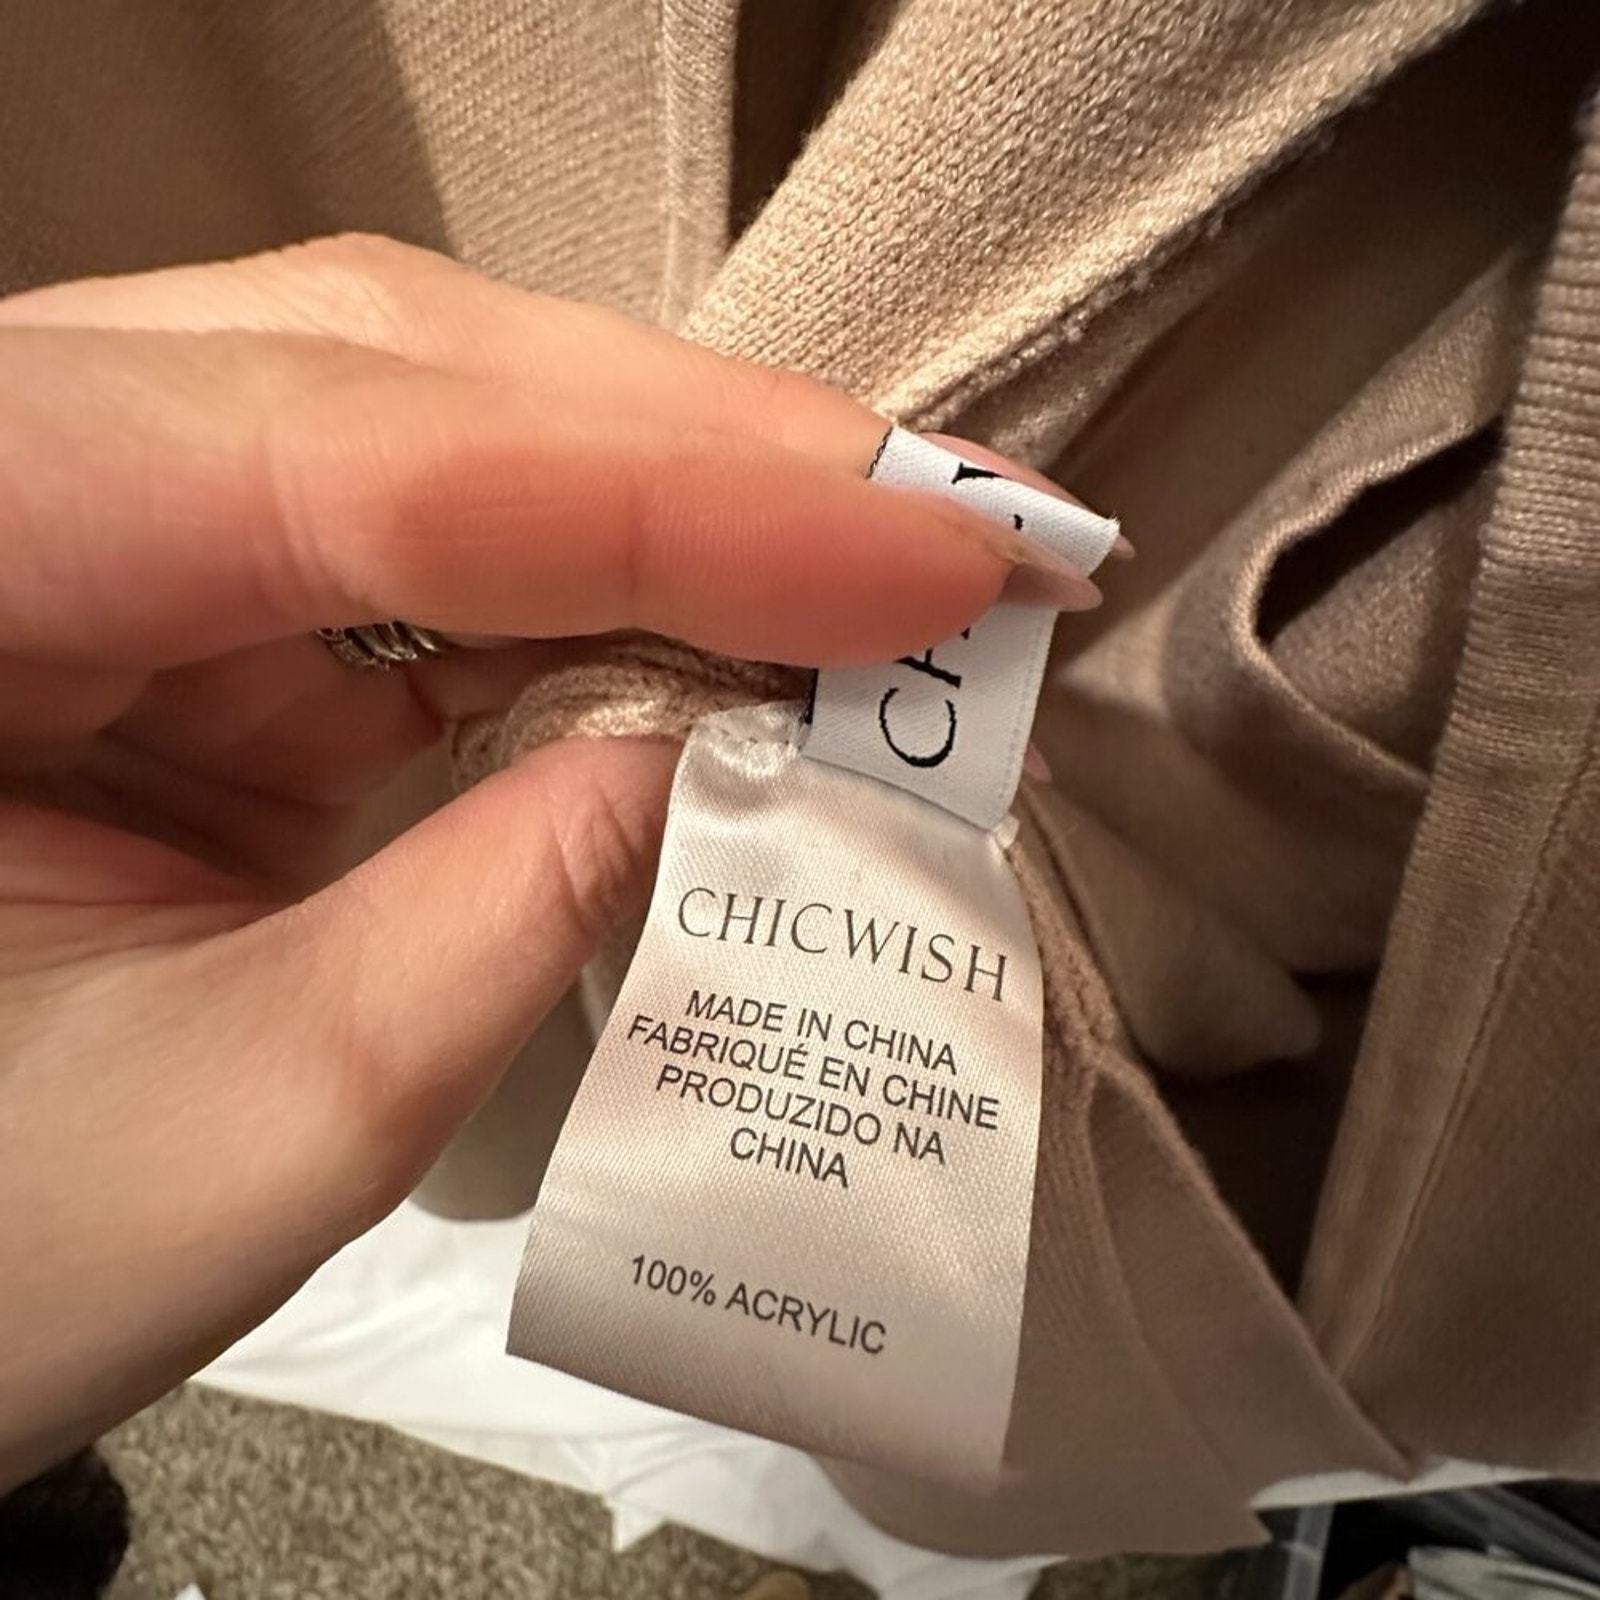 CHICWISH
MADE IN CHINA
FABRIQUÉ EN CHINE
PRODUZIDO NA
CHINA
100% ACRYLIC